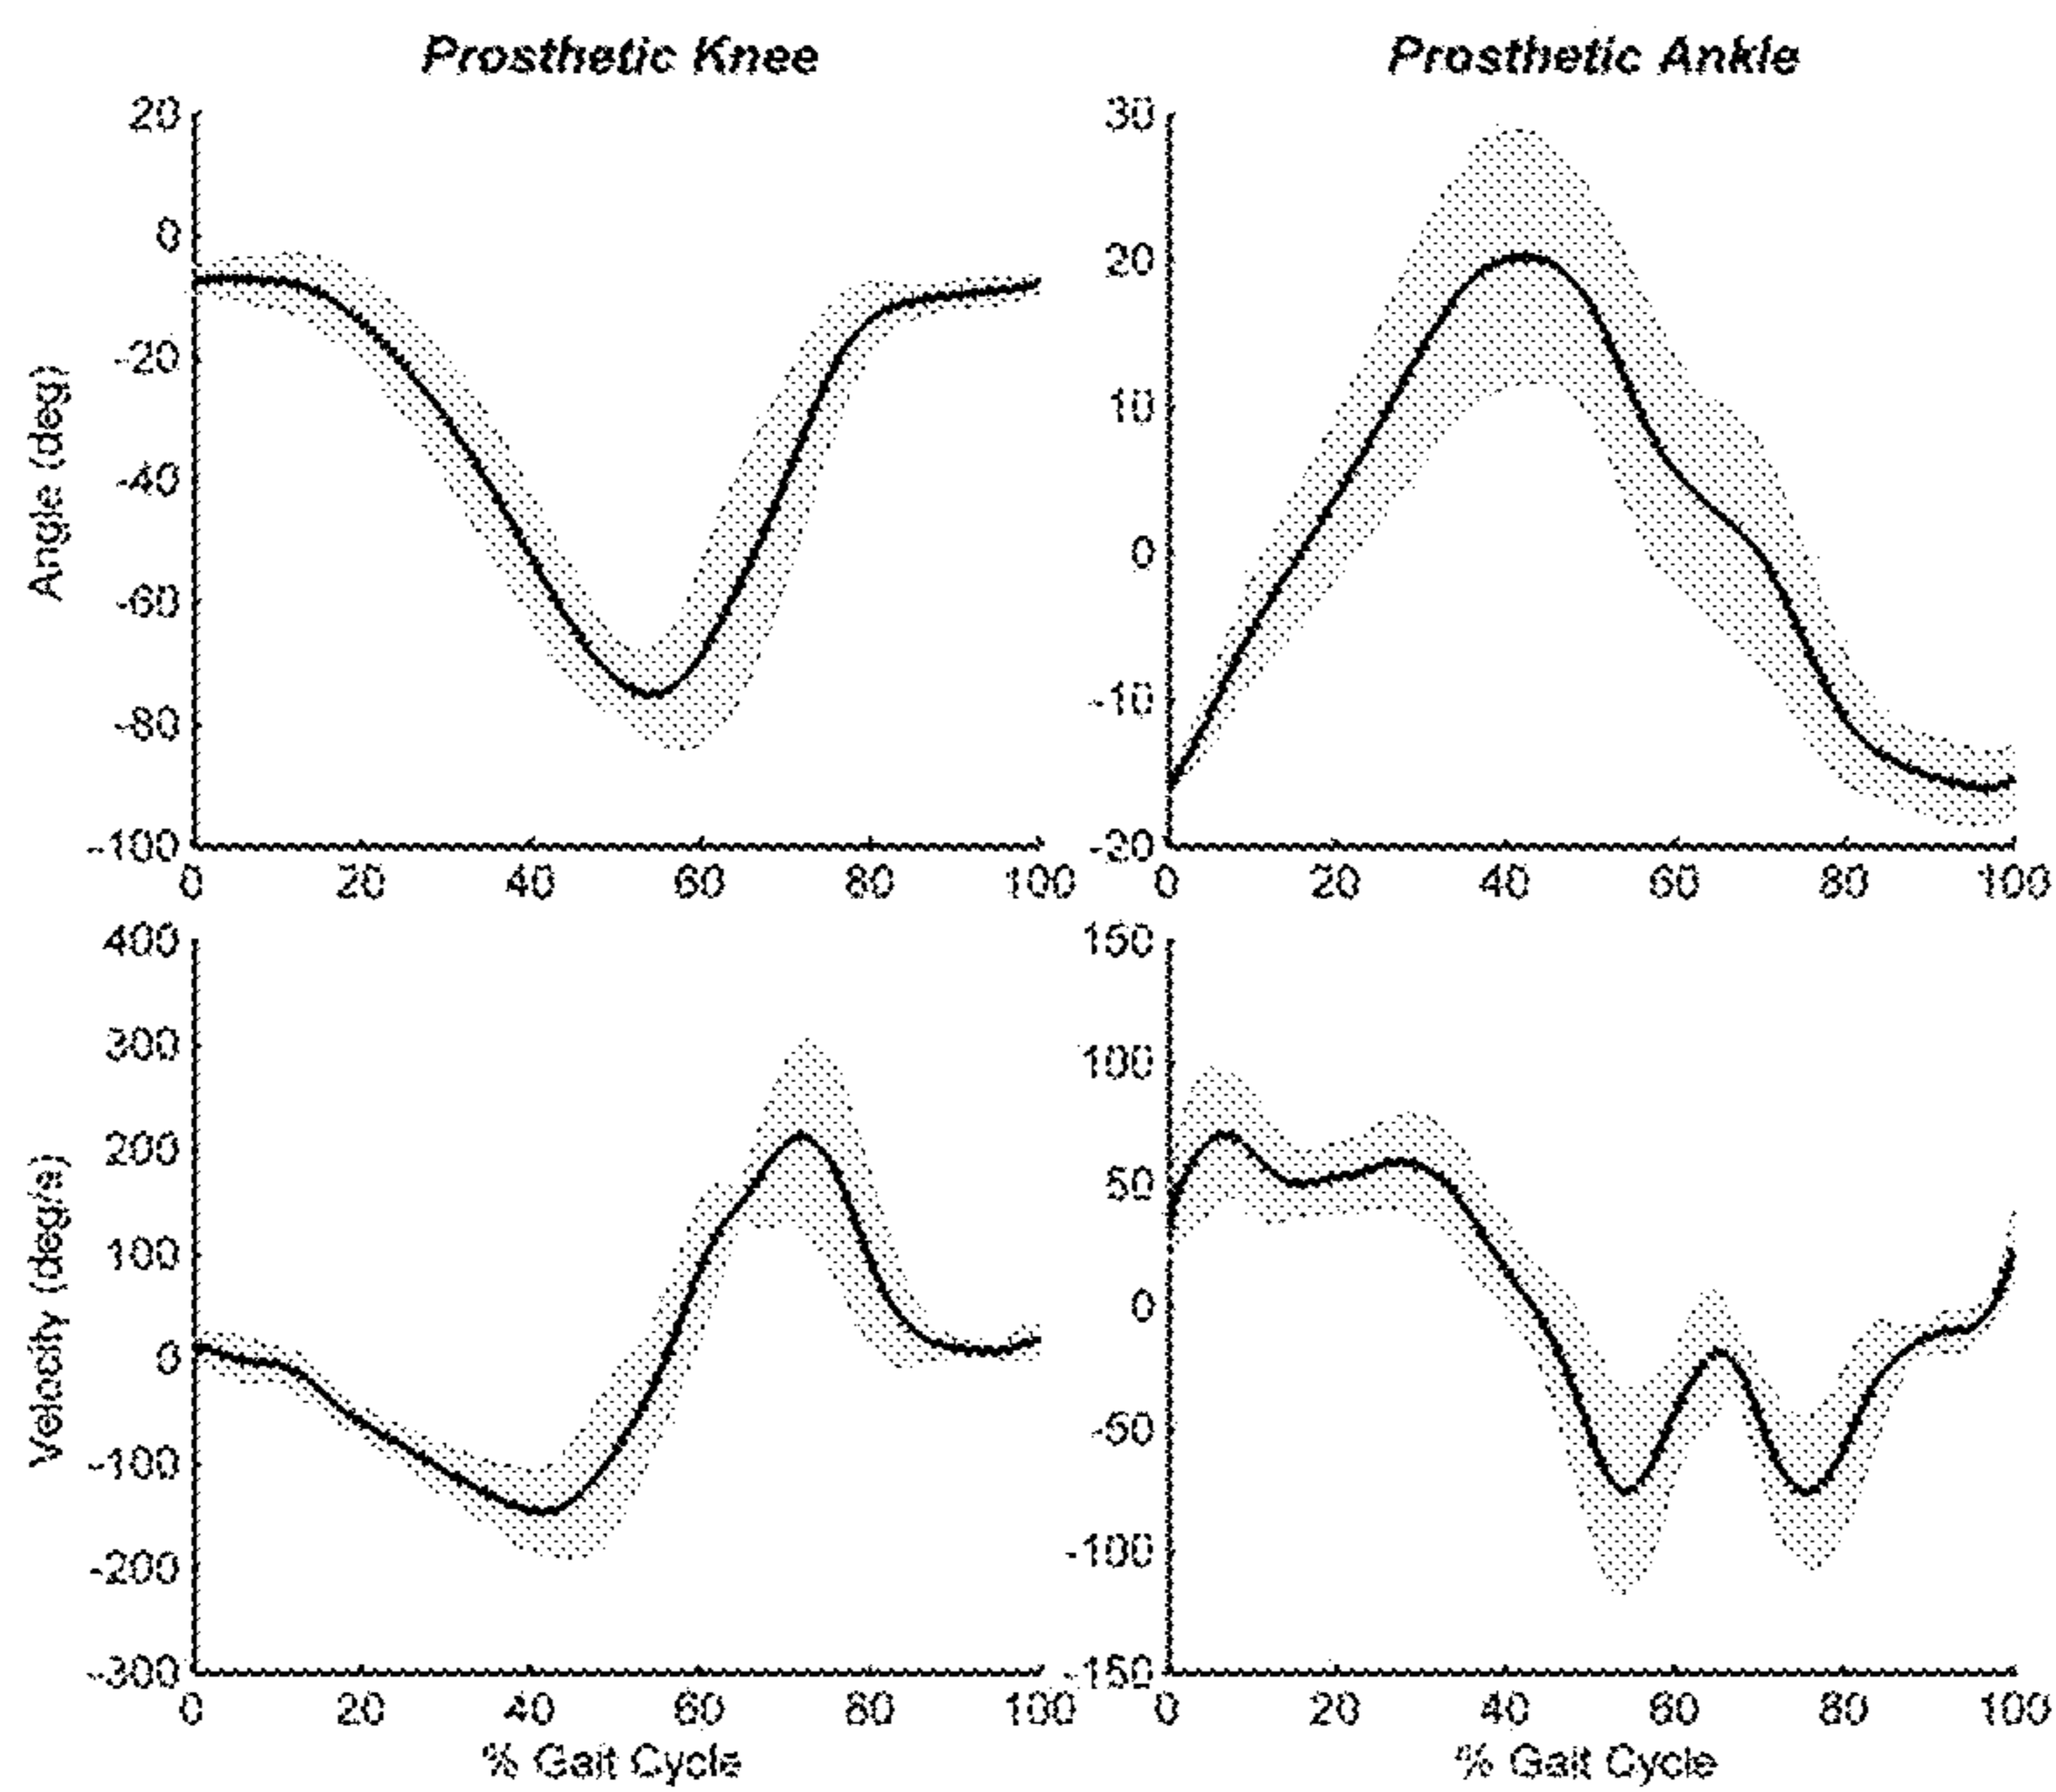 Prosthetic Knee
Prosthetic Ankle
Angle (deg)
20
0
-20
-40
-60
-80
-100
0 20 40 60 80 100
30
20
10
0
-10
-20
0 20 40 60 80 100
Velocity (deg/s)
400
300
200
100
0
-100
-200
-300
0 20 40 60 80 100
% Gait Cycle
150
100
50
0
-50
-100
-150
0 20 40 60 80 100
% Gait Cycle